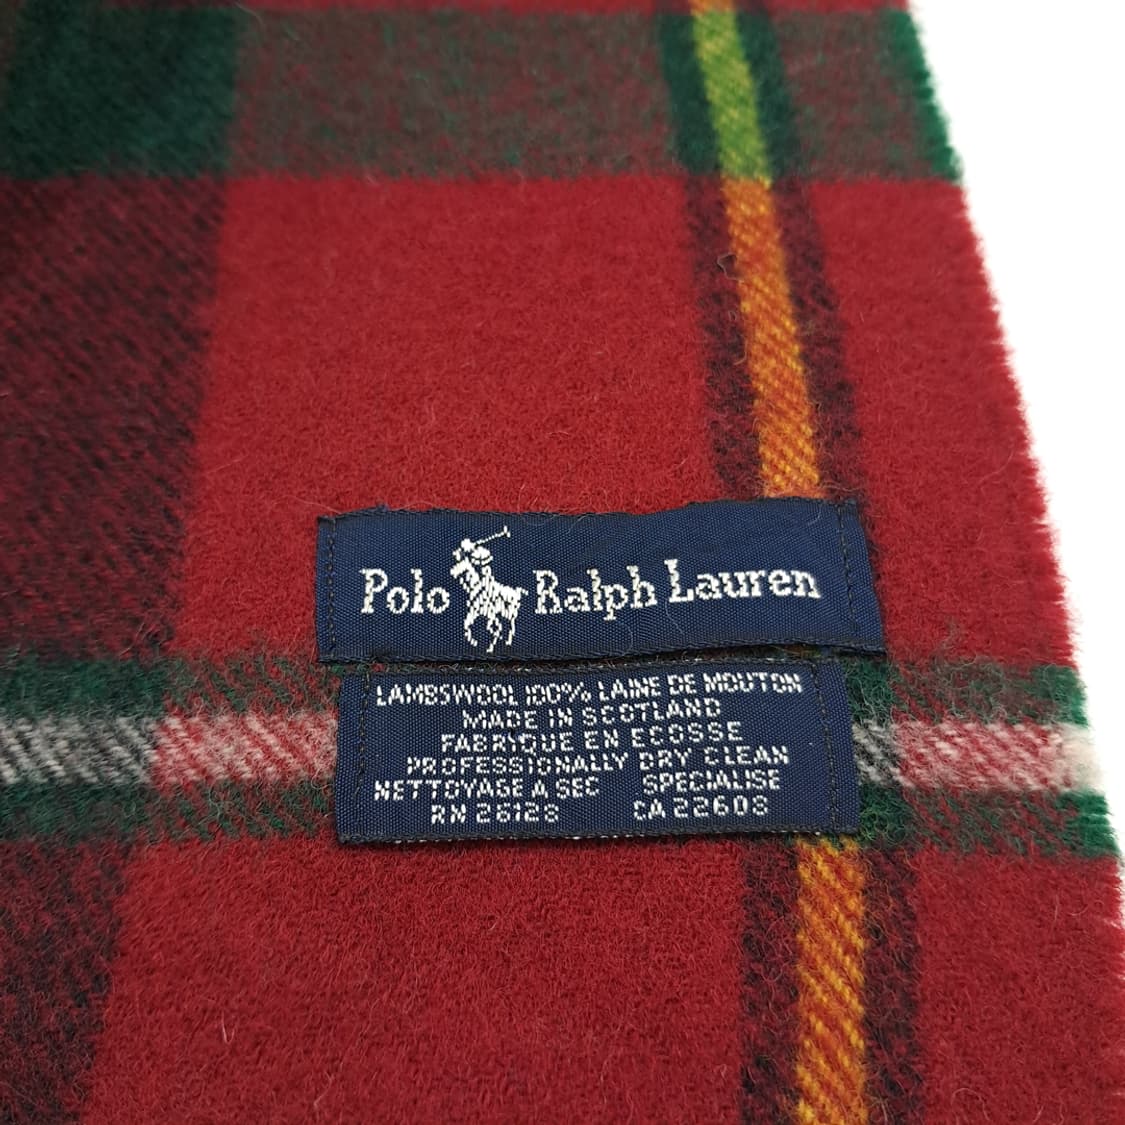 Polo Ralph Lauren
LAMBSWOOL 100% LAINE DE MOUTON
MADE IN SCOTLAND
FABRIQUE EN ECOSSE
PROFESSIONALLY DRY CLEAN
NETTOYAGE A SEC SPECIALISE
RN 26128 CA 22608